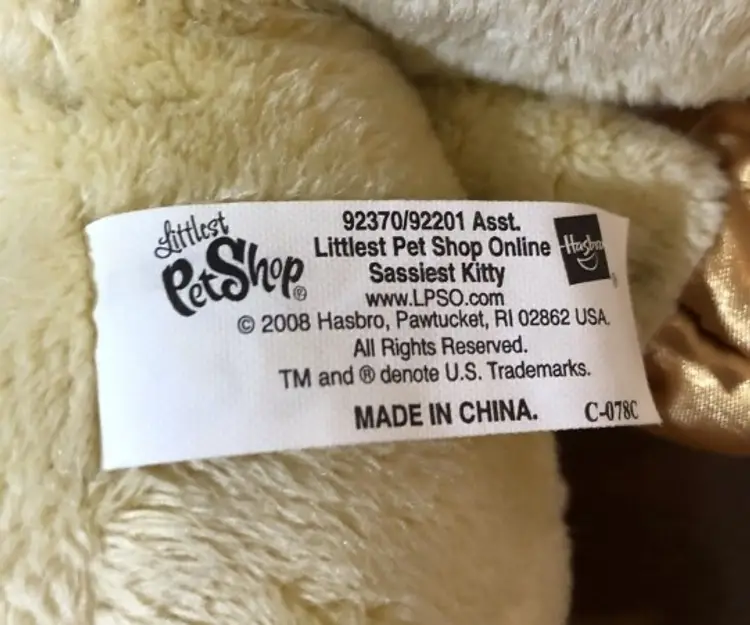 Littlest
PetShop®
92370/92201 Asst.
Littlest Pet Shop Online
Sassiest Kitty
www.LPSO.com
© 2008 Hasbro, Pawtucket, RI 02862 USA.
All Rights Reserved.
TM and ® denote U.S. Trademarks.
MADE IN CHINA.
C-078C
Hasbro
®